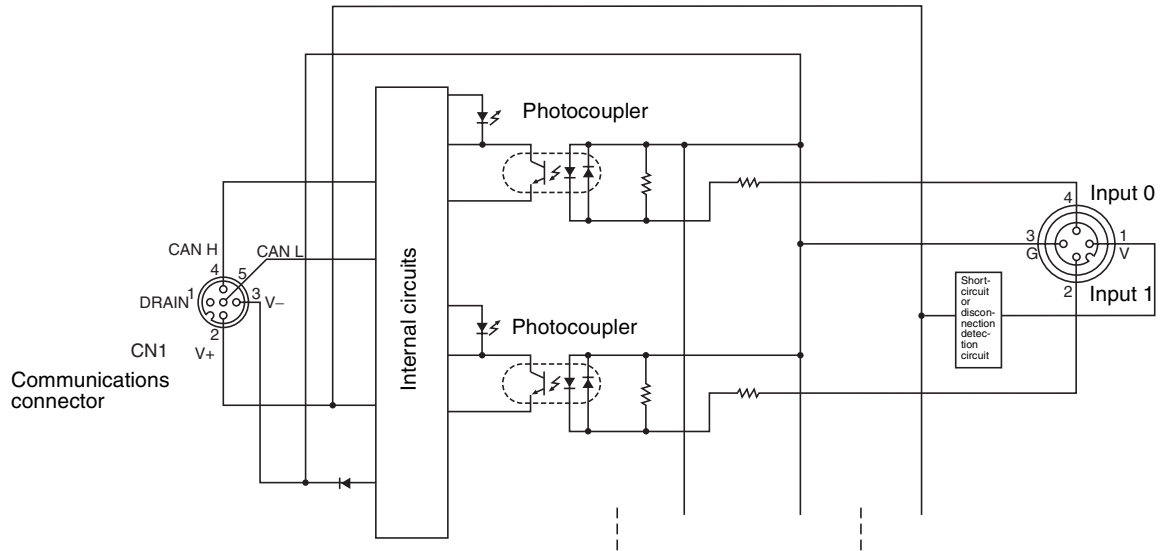 Photocoupler
4
Input 0
CAN H
CAN L
4
5
3
1
G
V
DRAIN
1
3
V–
2
Input 1
Short-
circuit
or
discon-
nection
detec-
tion
circuit
Internal circuits
Photocoupler
2
CN1
V+
Communications
connector